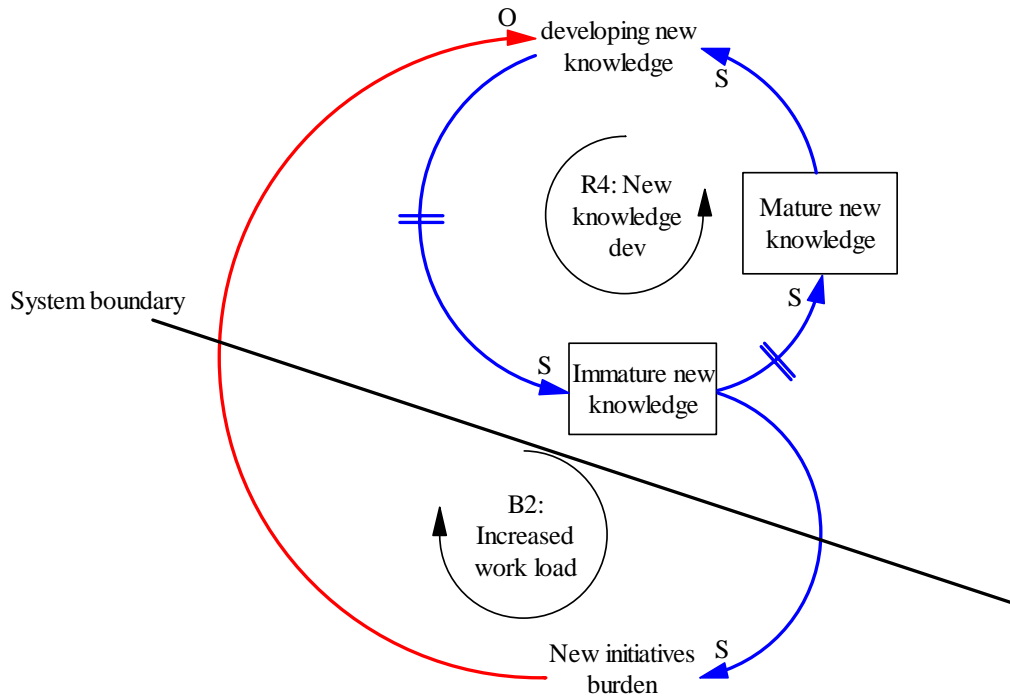 O
developing new
knowledge
S
R4: New
knowledge
dev
Mature new
knowledge
System boundary
S
S
Immature new
knowledge
B2:
Increased
work load
S
New initiatives
burden